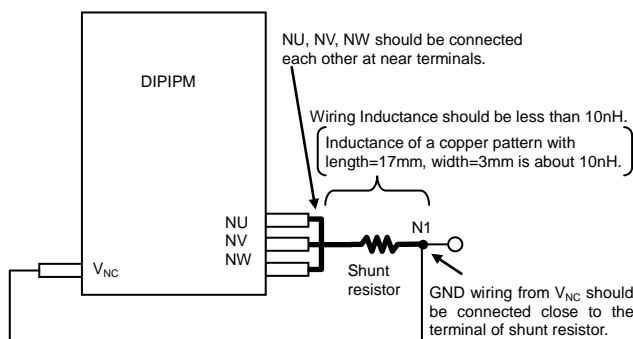 NU, NV, NW should be connected
each other at near terminals.
DIPIPM
Wiring Inductance should be less than 10nH.
Inductance of a copper pattern with
length=17mm, width=3mm is about 10nH.
NU
NV
NW
N1
VNC
Shunt
resistor
GND wiring from VNC should
be connected close to the
terminal of shunt resistor.